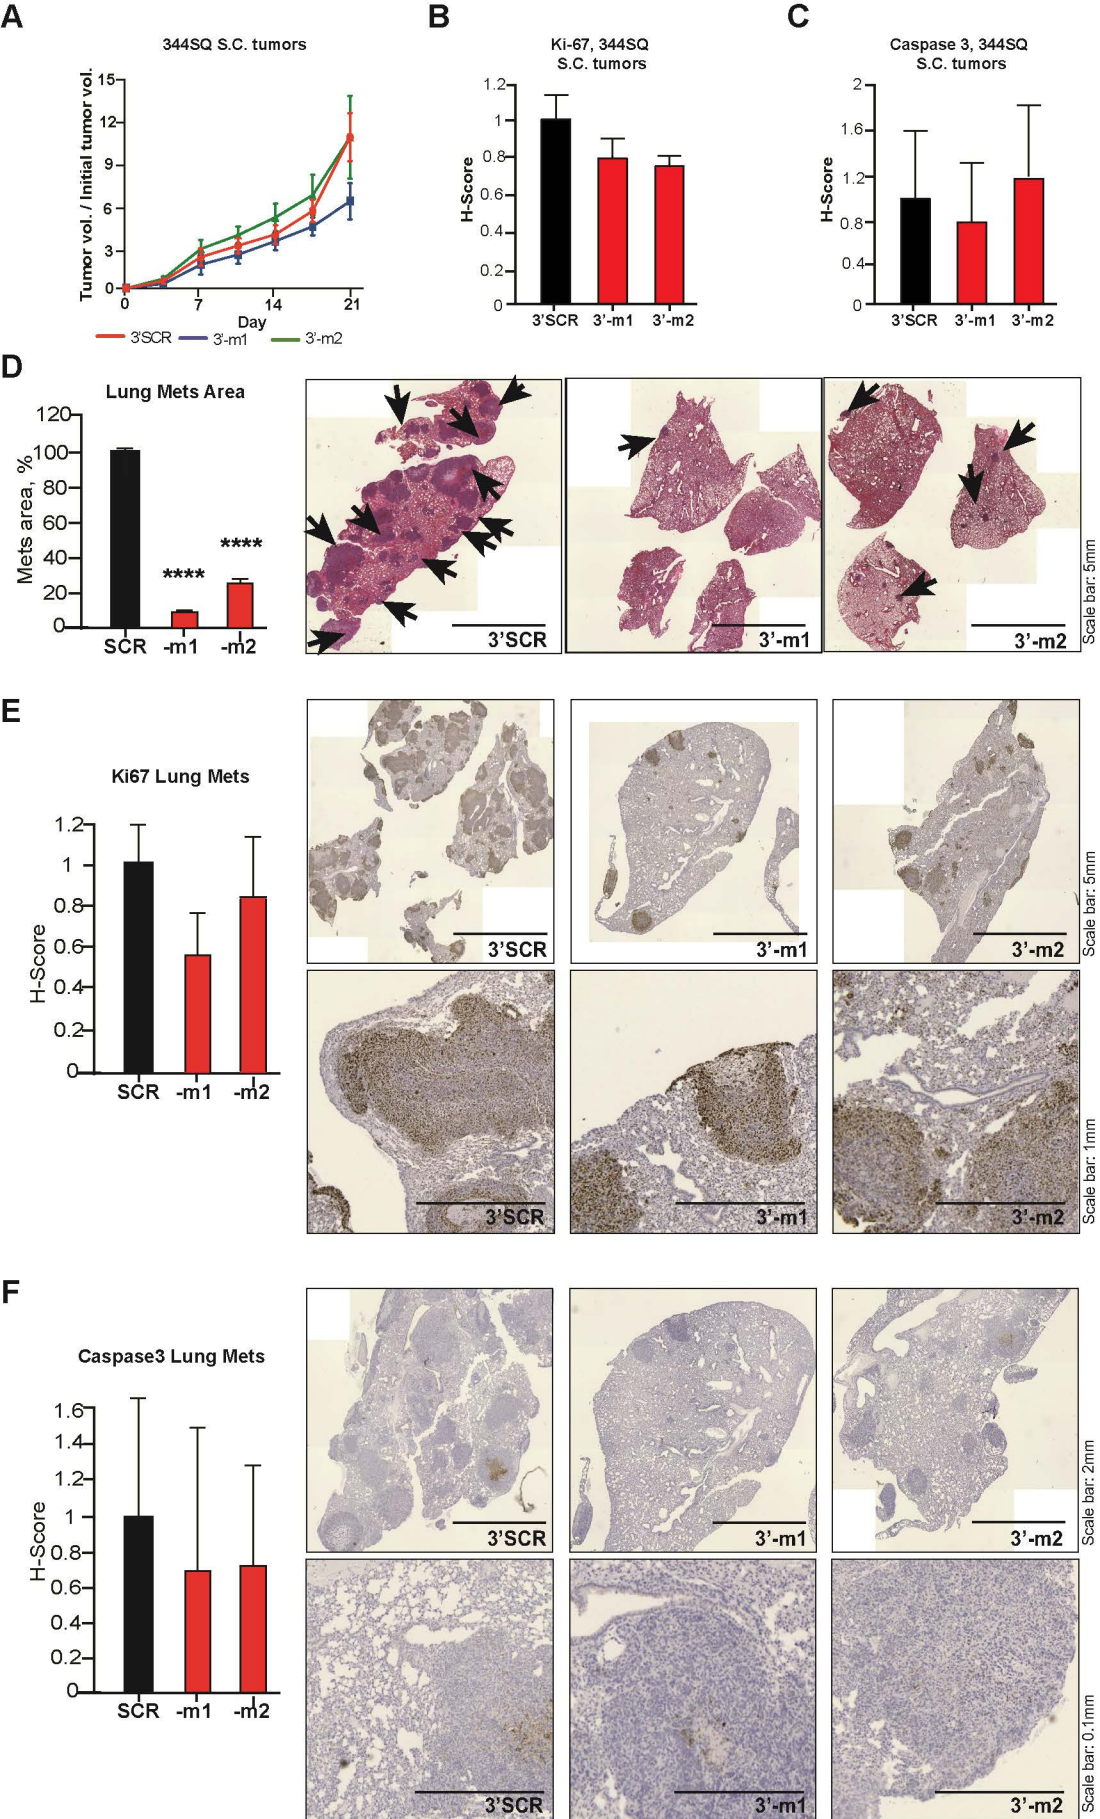 A
344SQ S.C. tumors
Tumor vol. / Initial tumor vol.
15
12
9
6
3
0
0 7 14 21
Day
3'SCR 3'-m1 3'-m2
B
Ki-67, 344SQ
S.C. tumors
H-Score
1.2
1
0.8
0.6
0.4
0.2
0
3'SCR 3'-m1 3'-m2
C
Caspase 3, 344SQ
S.C. tumors
H-Score
2
1.6
1.2
0.8
0.4
0
3'SCR 3'-m1 3'-m2
D
Lung Mets Area
Mets area, %
120
100
80
60
40
20
0
****
****
SCR -m1 -m2
3'SCR
3'-m1
3'-m2
Scale bar: 5mm
E
Ki67 Lung Mets
H-Score
1.2
1
0.8
0.6
0.4
0.2
0
SCR -m1 -m2
3'SCR
3'-m1
3'-m2
Scale bar: 5mm
3'SCR
3'-m1
3'-m2
Scale bar: 1mm
F
Caspase3 Lung Mets
H-Score
1.6
1.4
1.2
1
0.8
0.6
0.4
0.2
0
SCR -m1 -m2
3'SCR
3'-m1
3'-m2
Scale bar: 2mm
3'SCR
3'-m1
3'-m2
Scale bar: 0.1mm